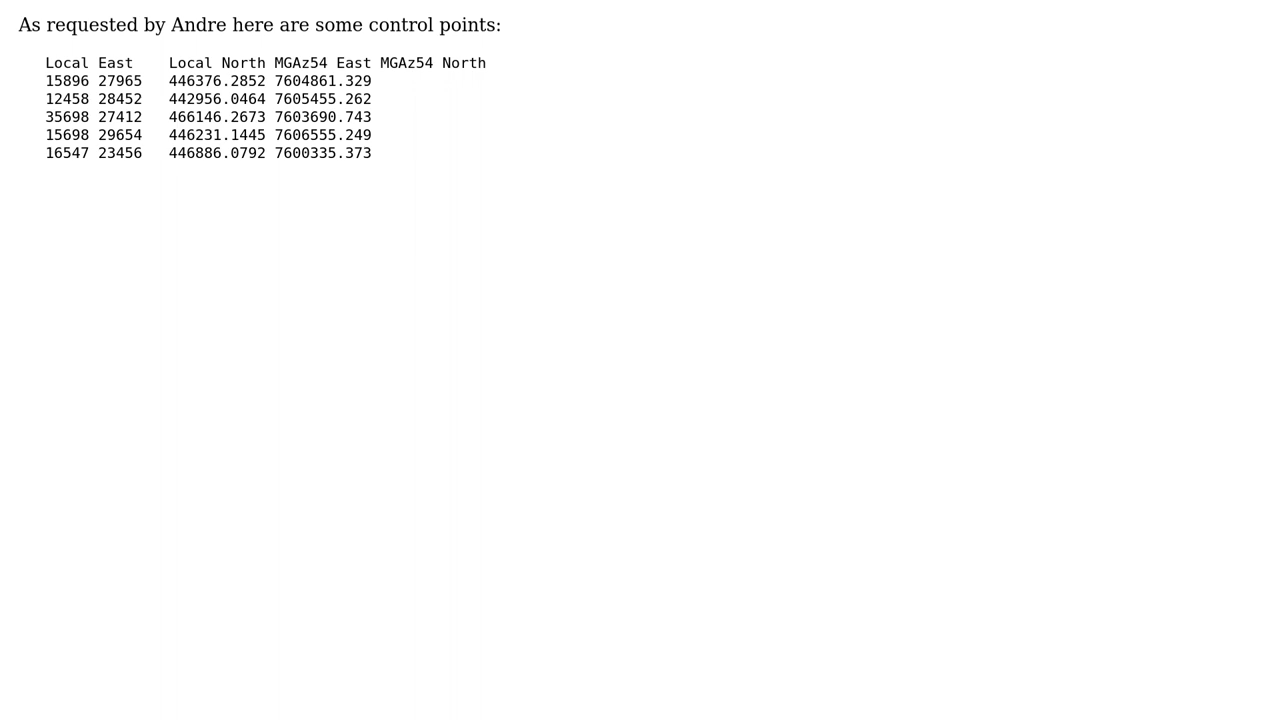 As requested by Andre here are some control points:
Local East    Local North MGAz54 East MGAz54 North
15896 27965   446376.2852 7604861.329
12458 28452   442956.0464 7605455.262
35698 27412   466146.2673 7603690.743
15698 29654   446231.1445 7606555.249
16547 23456   446886.0792 7600335.373